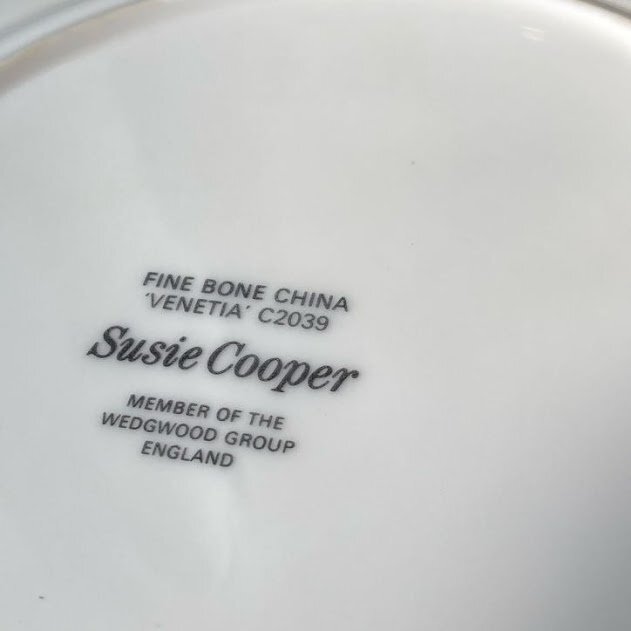 FINE BONE CHINA
'VENETIA' C2039
Susie Cooper
MEMBER OF THE
WEDGWOOD GROUP
ENGLAND